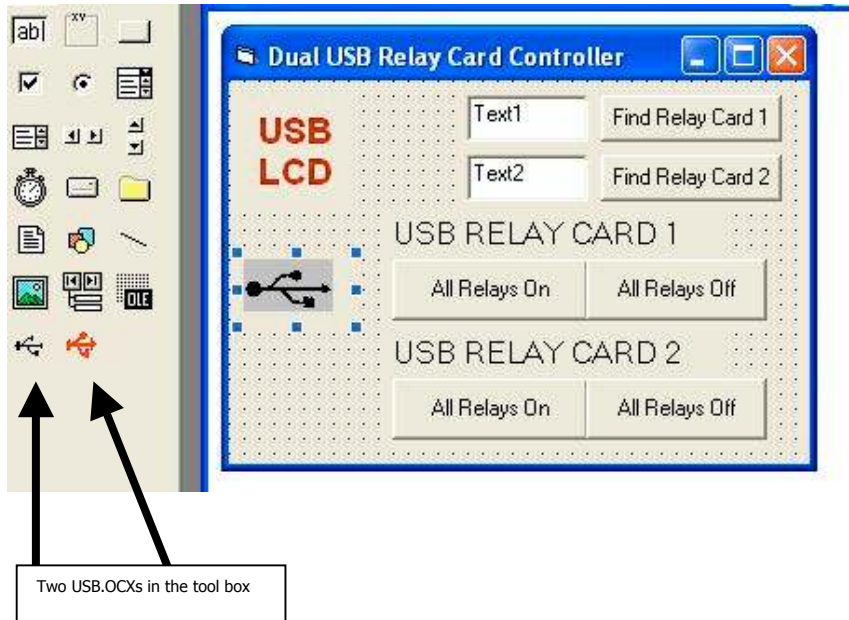 ab|
XY
OLE
Dual USB Relay Card Controller
USB
LCD
Text1
Find Relay Card 1
Text2
Find Relay Card 2
USB RELAY CARD 1
All Relays On
All Relays Off
USB RELAY CARD 2
All Relays On
All Relays Off
Two USB.OCXs in the tool box